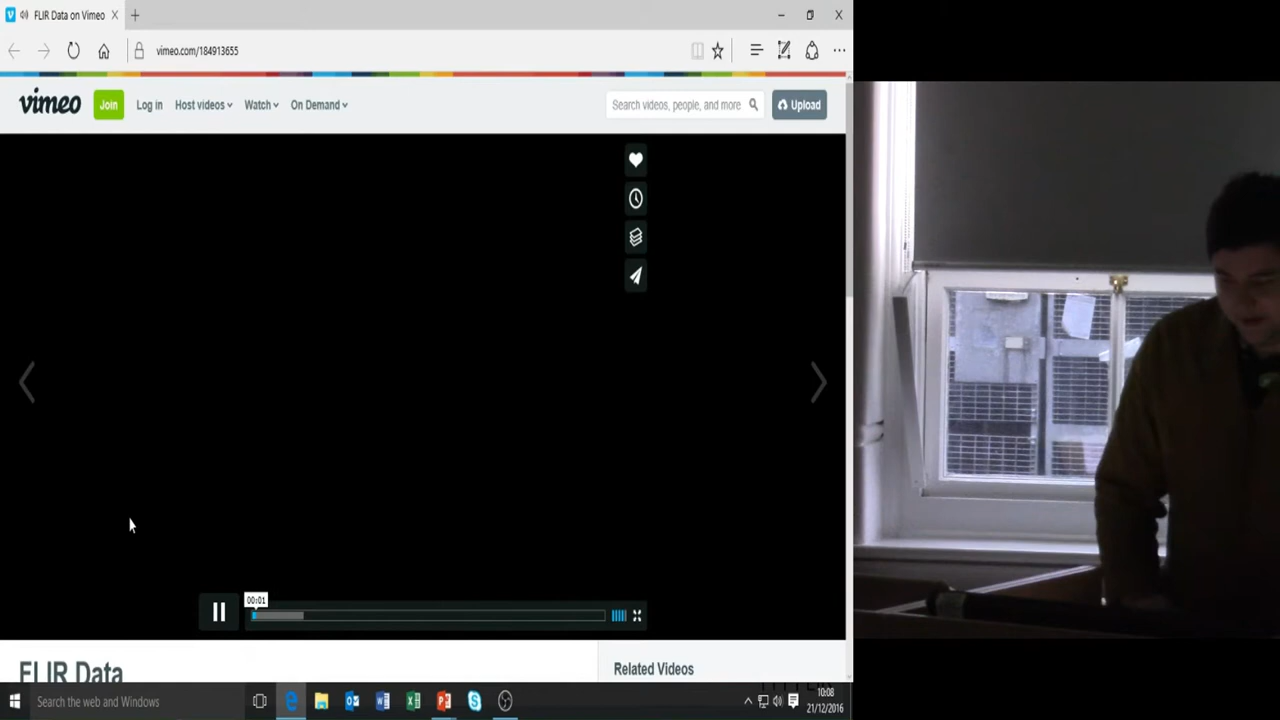 FLIR Data on Vimeo
vimeo.com/184913655
vimeo
Join
Log in
Host videos
Watch
On Demand
Search videos, people, and more
Upload
00:01
FLIR Data
Related Videos
Search the web and Windows
10:08
21/12/2016